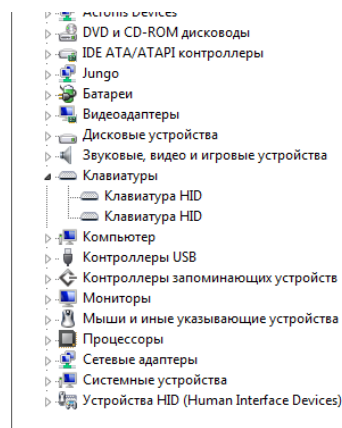 Acronis Devices
DVD и CD-ROM дисководы
IDE ATA/ATAPI контроллеры
Jungo
Батареи
Видеоадаптеры
Дисковые устройства
Звуковые, видео и игровые устройства
Клавиатуры
Клавиатура HID
Клавиатура HID
Компьютер
Контроллеры USB
Контроллеры запоминающих устройств
Мониторы
Мыши и иные указывающие устройства
Процессоры
Сетевые адаптеры
Системные устройства
Устройства HID (Human Interface Devices)